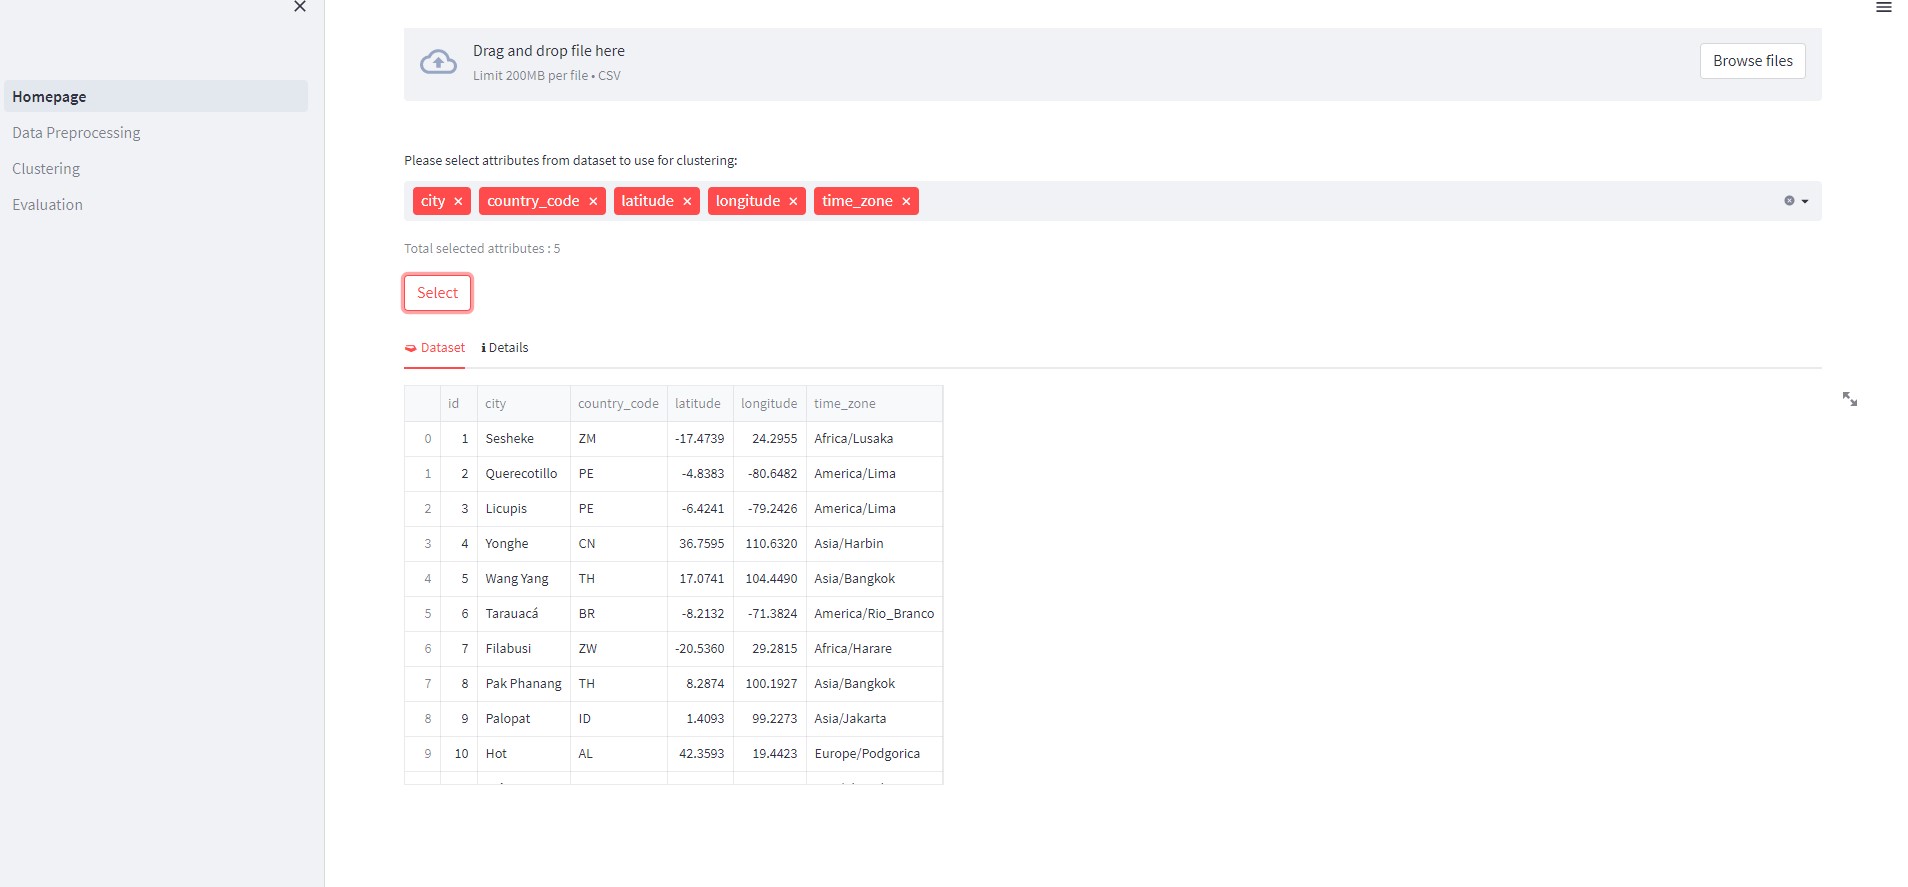 Homepage
Data Preprocessing
Clustering
Evaluation
Drag and drop file here
Limit 200MB per file • CSV
Browse files
Please select attributes from dataset to use for clustering:
city × country_code × latitude × longitude × time_zone ×
Total selected attributes : 5
Select
Dataset Details
id city country_code latitude longitude time_zone
0 1 Sesheke ZM -17.4739 24.2955 Africa/Lusaka
1 2 Querecotillo PE -4.8383 -80.6482 America/Lima
2 3 Licupis PE -6.4241 -79.2426 America/Lima
3 4 Yonghe CN 36.7595 110.6320 Asia/Harbin
4 5 Wang Yang TH 17.0741 104.4490 Asia/Bangkok
5 6 Tarauacá BR -8.2132 -71.3824 America/Rio_Branco
6 7 Filabusi ZW -20.5360 29.2815 Africa/Harare
7 8 Pak Phanang TH 8.2874 100.1927 Asia/Bangkok
8 9 Palopat ID 1.4093 99.2273 Asia/Jakarta
9 10 Hot AL 42.3593 19.4423 Europe/Podgorica